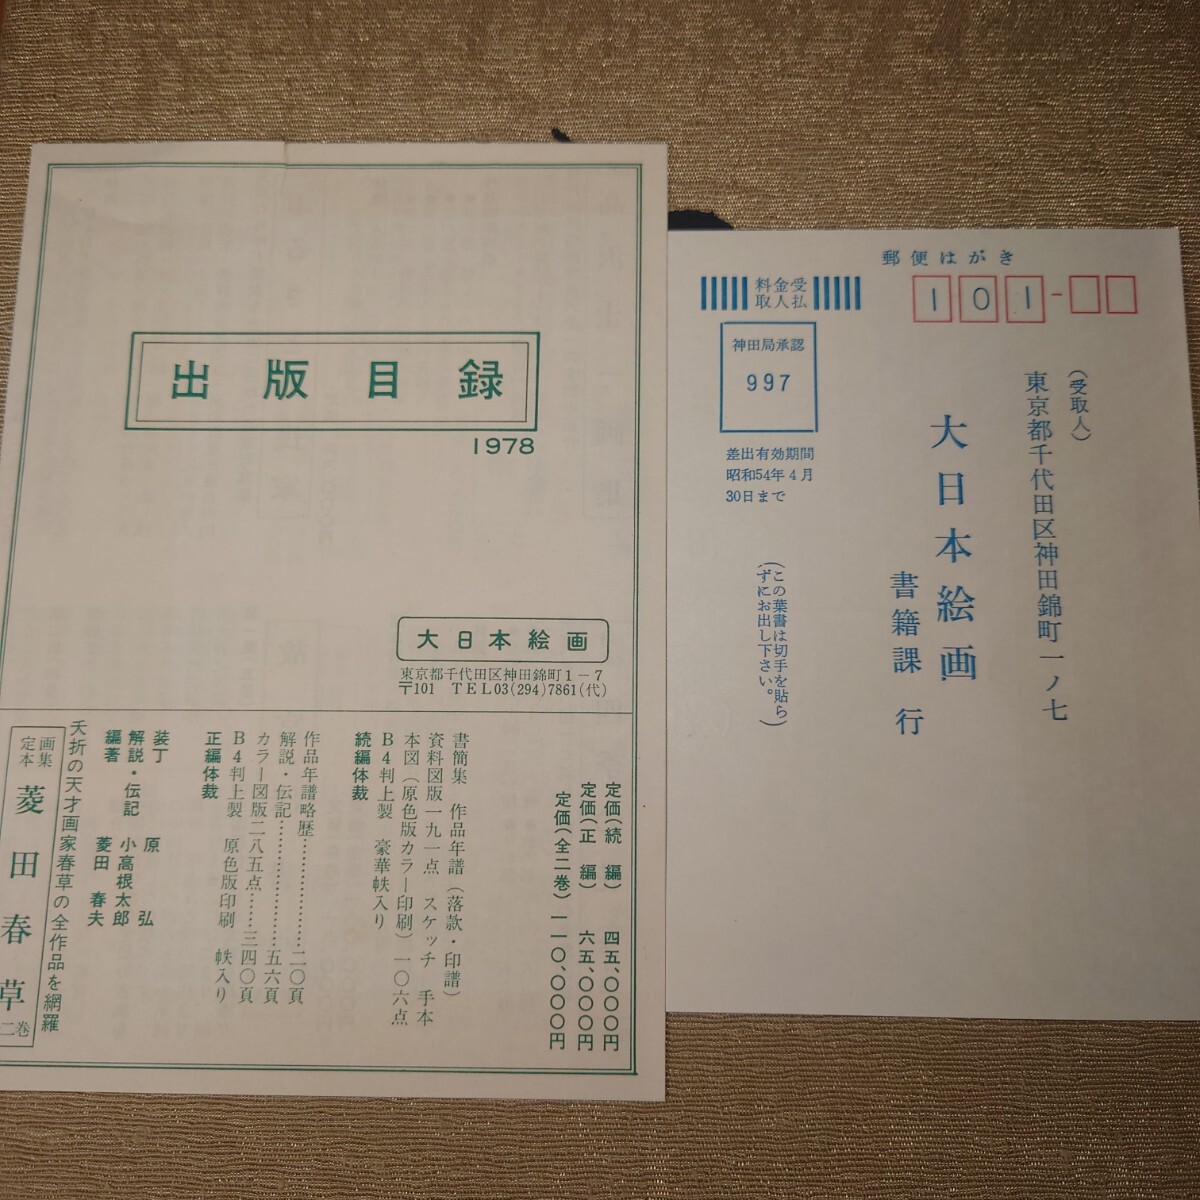 出版目録
1978
大日本絵画
東京都千代田区神田錦町1-7
〒101 TEL03(294)7861(代)
定価(続 編) 四五、〇〇〇円
定価(正 編) 六五、〇〇〇円
定価(全二巻) 一一〇、〇〇〇円
書簡集 作品年譜(落款・印譜)
資料図版一九一点 スケッチ 手本
本図(原色版カラー印刷)一〇六点
B4判上製 豪華帙入り
続編体裁
作品年譜略歴……………二〇頁
解説・伝記……………五六頁
カラー図版二八五点……三四〇頁
B4判上製 原色版印刷 帙入り
正編体裁
装丁 原 弘
解説・伝記 小高根太郎
編著 菱田 春夫
夭折の天才画家春草の全作品を網羅
画集
定本 菱田春草 二巻
郵便はがき
料金受
取人払
101-
神田局承認
997
差出有効期間
昭和54年4月
30日まで
(受取人)
東京都千代田区神田錦町一ノ七
大日本絵画
書籍課 行
(この葉書は切手を貼ら
ずにお出し下さい。)